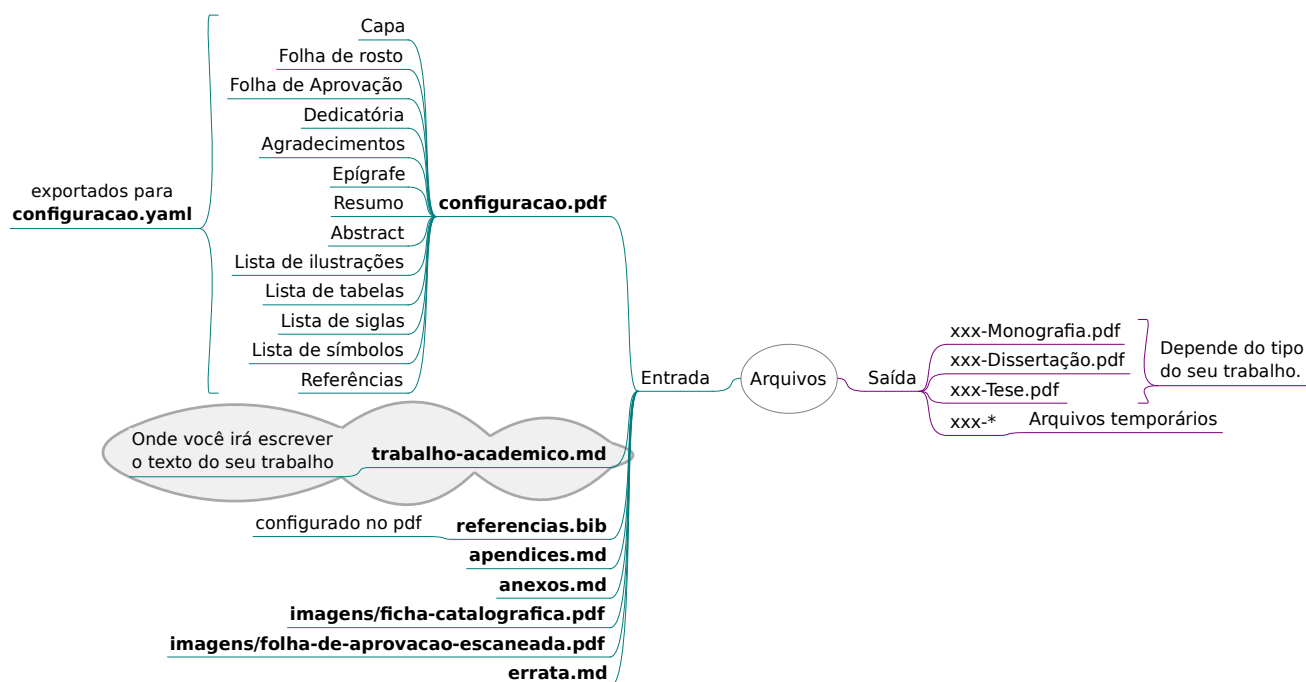 Capa
Folha de rosto
Folha de Aprovação
Dedicatória
Agradecimentos
Epígrafe
Resumo
Abstract
Lista de ilustrações
Lista de tabelas
Lista de siglas
Lista de símbolos
Referências
exportados para
configuracao.yaml
configuracao.pdf
Onde você irá escrever
o texto do seu trabalho
trabalho-academico.md
configurado no pdf
referencias.bib
apendices.md
anexos.md
imagens/ficha-catalografica.pdf
imagens/folha-de-aprovacao-escaneada.pdf
errata.md
Entrada
Arquivos
Saída
xxx-Monografia.pdf
xxx-Dissertação.pdf
xxx-Tese.pdf
Depende do tipo
do seu trabalho.
xxx-*
Arquivos temporários